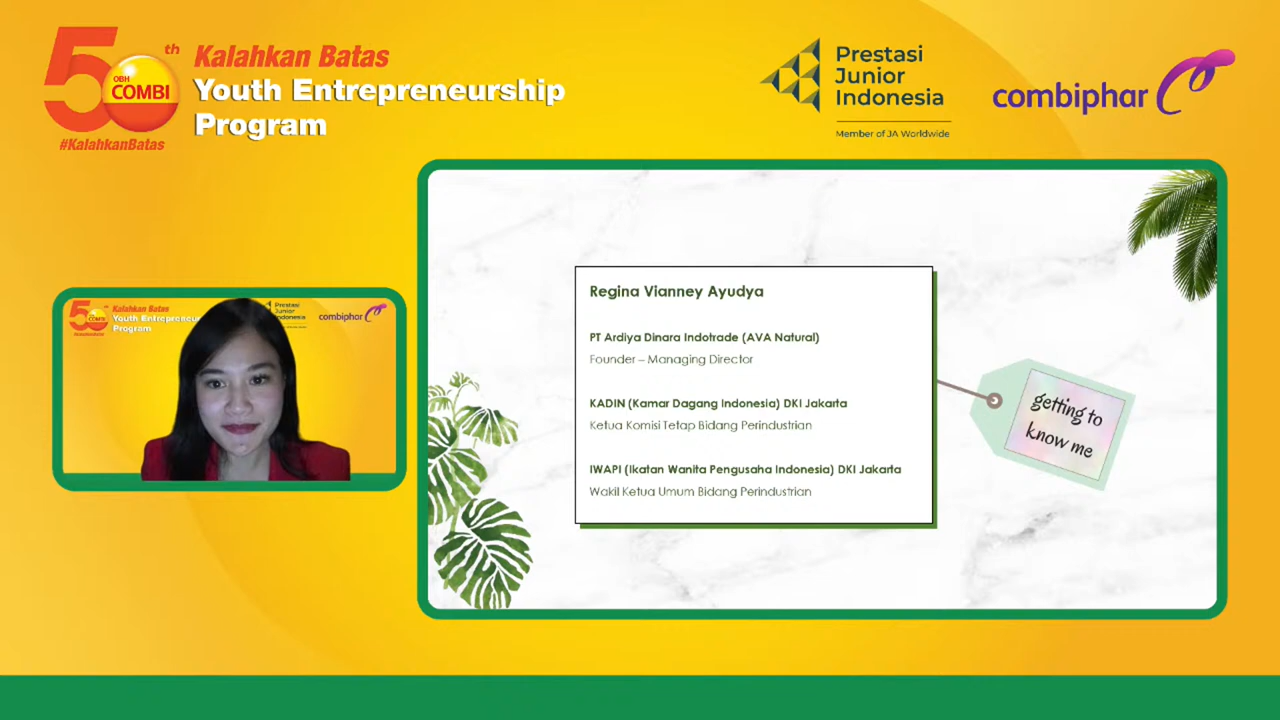 50th
OBH
COMBI
#KalahkanBatas
Kalahkan Batas
Youth Entrepreneurship
Program
Prestasi
Junior
Indonesia
Member of JA Worldwide
combiphar
Kalahkan Batas
Youth Entrepreneur
Program
Prestasi
Junior
Indonesia
combiphar
Regina Vianney Ayudya
PT Ardiya Dinara Indotrade (AVA Natural)
Founder – Managing Director
KADIN (Kamar Dagang Indonesia) DKI Jakarta
Ketua Komisi Tetap Bidang Perindustrian
IWAPI (Ikatan Wanita Pengusaha Indonesia) DKI Jakarta
Wakil Ketua Umum Bidang Perindustrian
getting to
know me